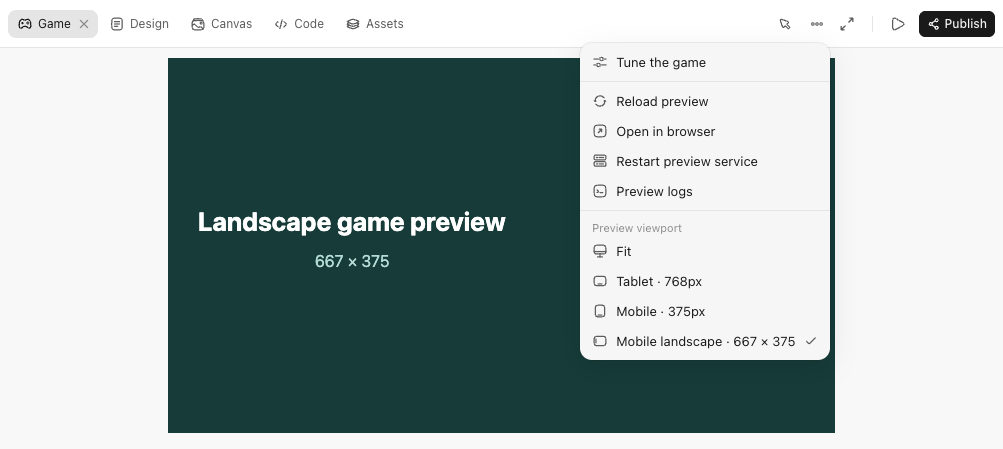 Game
Design
Canvas
Code
Assets
Publish
Tune the game
Reload preview
Open in browser
Restart preview service
Preview logs
Preview viewport
Fit
Tablet · 768px
Mobile · 375px
Mobile landscape · 667 × 375
Landscape game preview
667 × 375